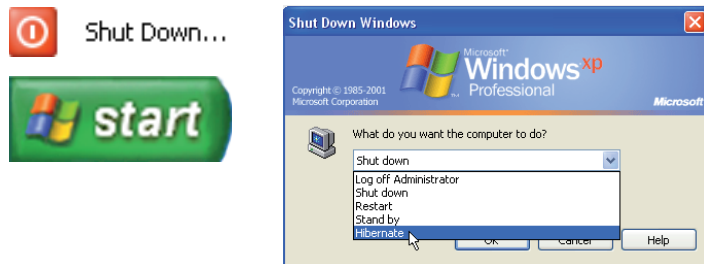 Shut Down...
start
Shut Down Windows
Microsoft®
Windows xp
Professional
Copyright © 1985-2001
Microsoft Corporation
Microsoft
What do you want the computer to do?
Shut down
Log off Administrator
Shut down
Restart
Stand by
Hibernate
OK Cancel Help